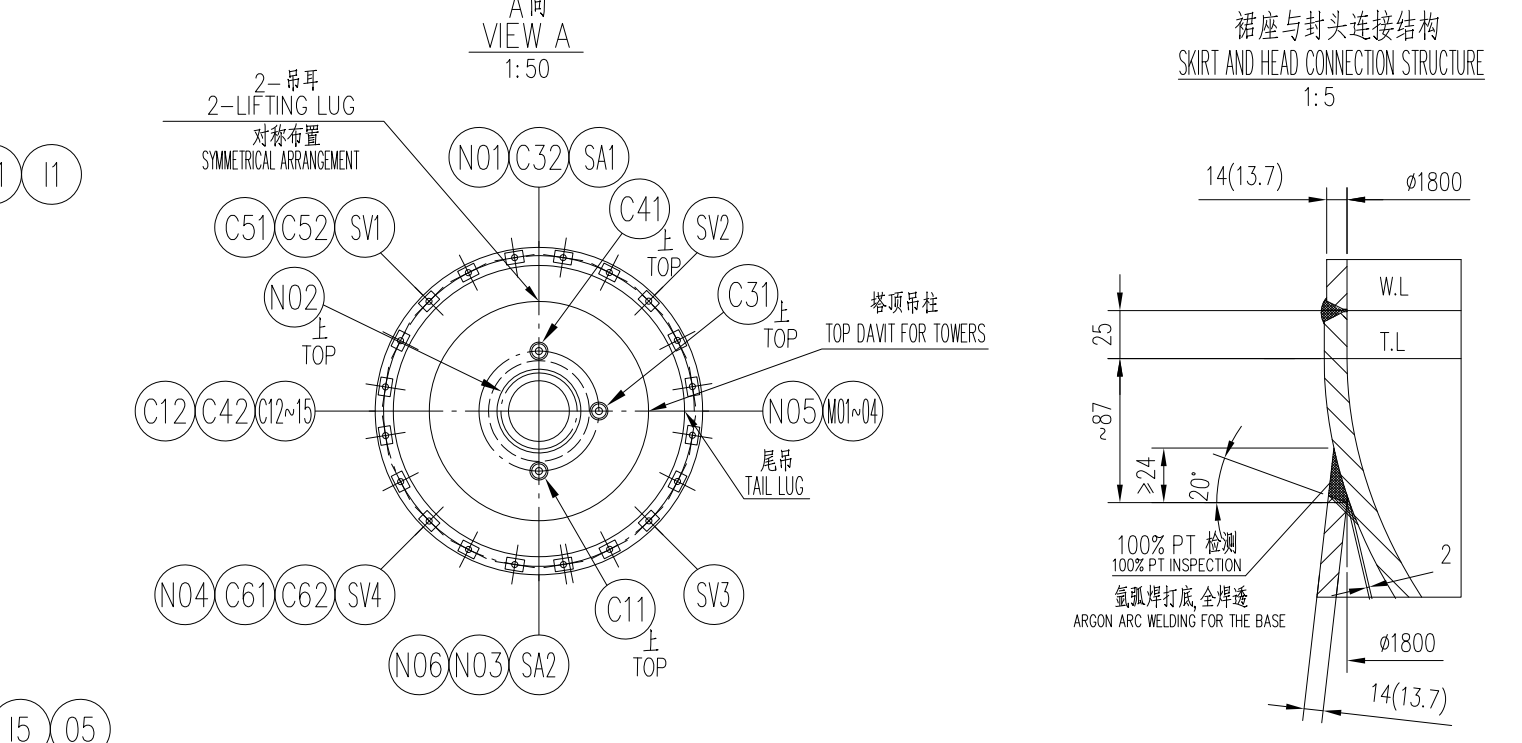 A向
VIEW A
1:50
2-吊耳
2-LIFTING LUG
对称布置
SYMMETRICAL ARRANGEMENT
I1
N01 C32 SA1
C41
上
TOP
C51 C52 SV1
SV2
N02
上
TOP
C31
上
TOP
塔顶吊柱
TOP DAVIT FOR TOWERS
C12 C42 C12~15
N05 M01~04
尾吊
TAIL LUG
N04 C61 C62 SV4
C11
上
TOP
SV3
N06 N03 SA2
I5 O5
裙座与封头连接结构
SKIRT AND HEAD CONNECTION STRUCTURE
1:5
14(13.7)
ø1800
W.L
25
T.L
~87
≥24
20°
100% PT 检测
100% PT INSPECTION
2
氩弧焊打底,全焊透
ARGON ARC WELDING FOR THE BASE
ø1800
14(13.7)